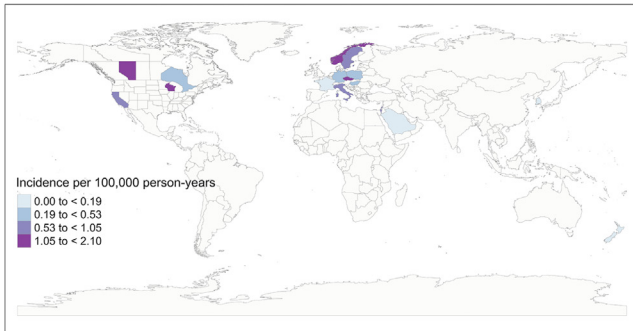 Incidence per 100,000 person-years
0.00 to < 0.19
0.19 to < 0.53
0.53 to < 1.05
1.05 to < 2.10